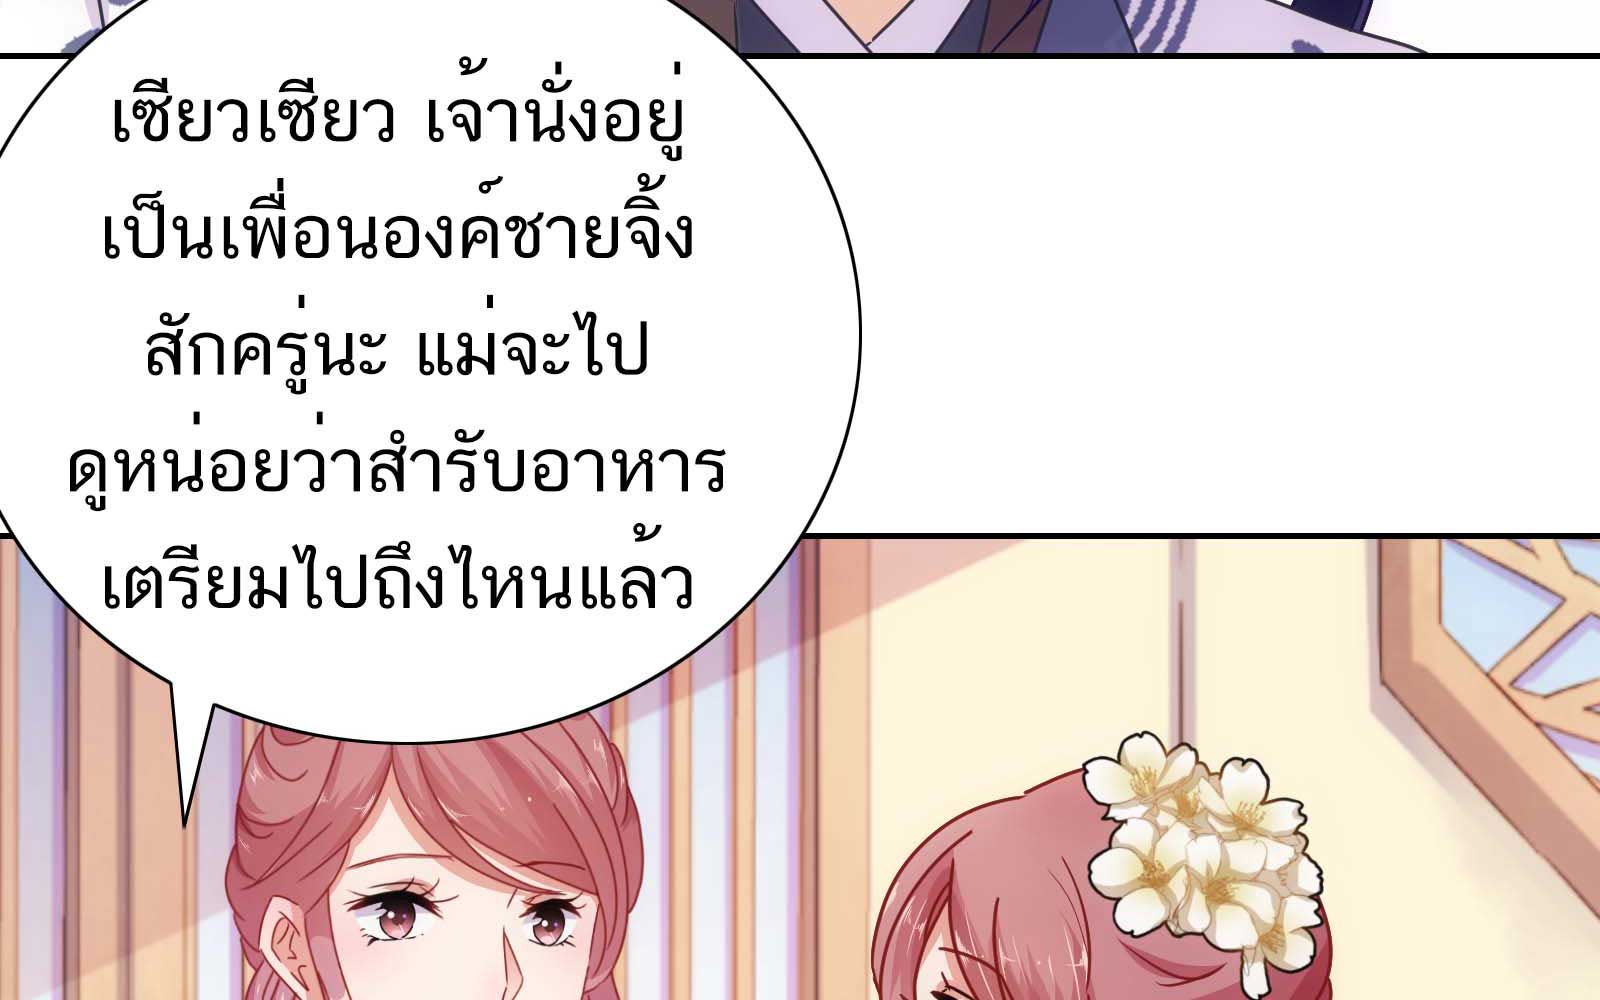 เซียวเซียว เจ้านั่งอยู่
เป็นเพื่อนองค์ชายจิ้ง
สักครู่นะ แม่จะไป
ดูหน่อยว่าสำรับอาหาร
เตรียมไปถึงไหนแล้ว